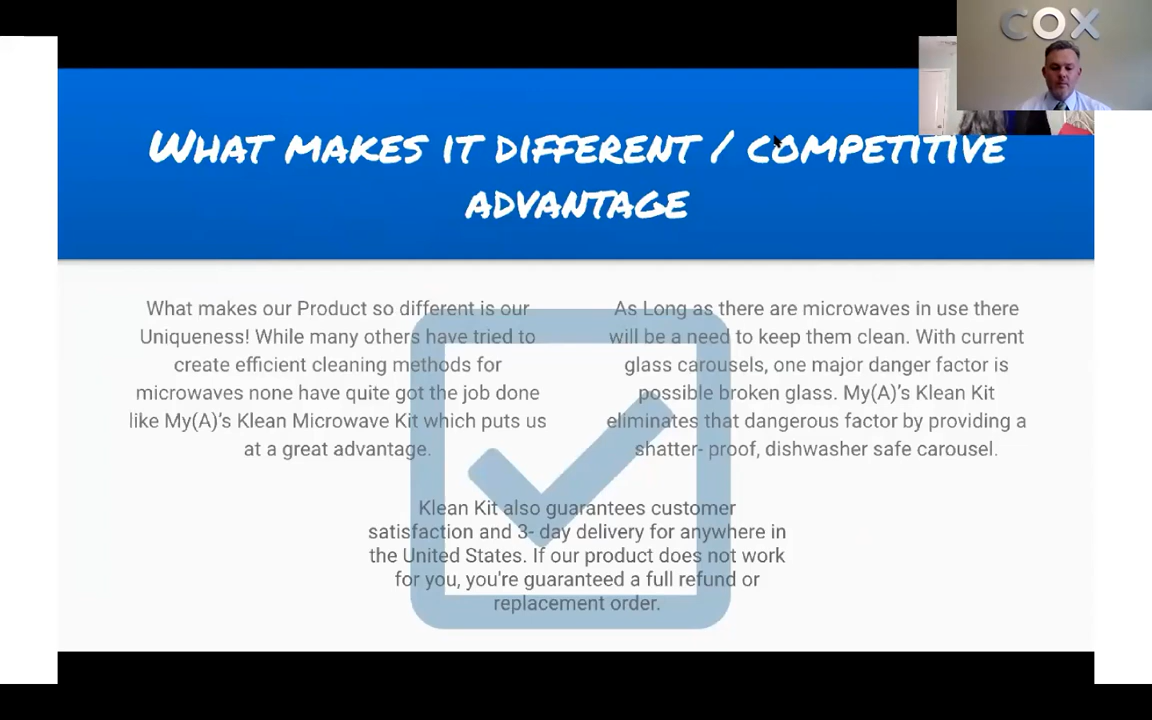 COX
WHAT MAKES IT DIFFERENT / COMPETITIVE
ADVANTAGE
What makes our Product so different is our
Uniqueness! While many others have tried to
create efficient cleaning methods for
microwaves none have quite got the job done
like My(A)'s Klean Microwave Kit which puts us
at a great advantage.
As Long as there are microwaves in use there
will be a need to keep them clean. With current
glass carousels, one major danger factor is
possible broken glass. My(A)'s Klean Kit
eliminates that dangerous factor by providing a
shatter- proof, dishwasher safe carousel.
Klean Kit also guarantees customer
satisfaction and 3- day delivery for anywhere in
the United States. If our product does not work
for you, you're guaranteed a full refund or
replacement order.